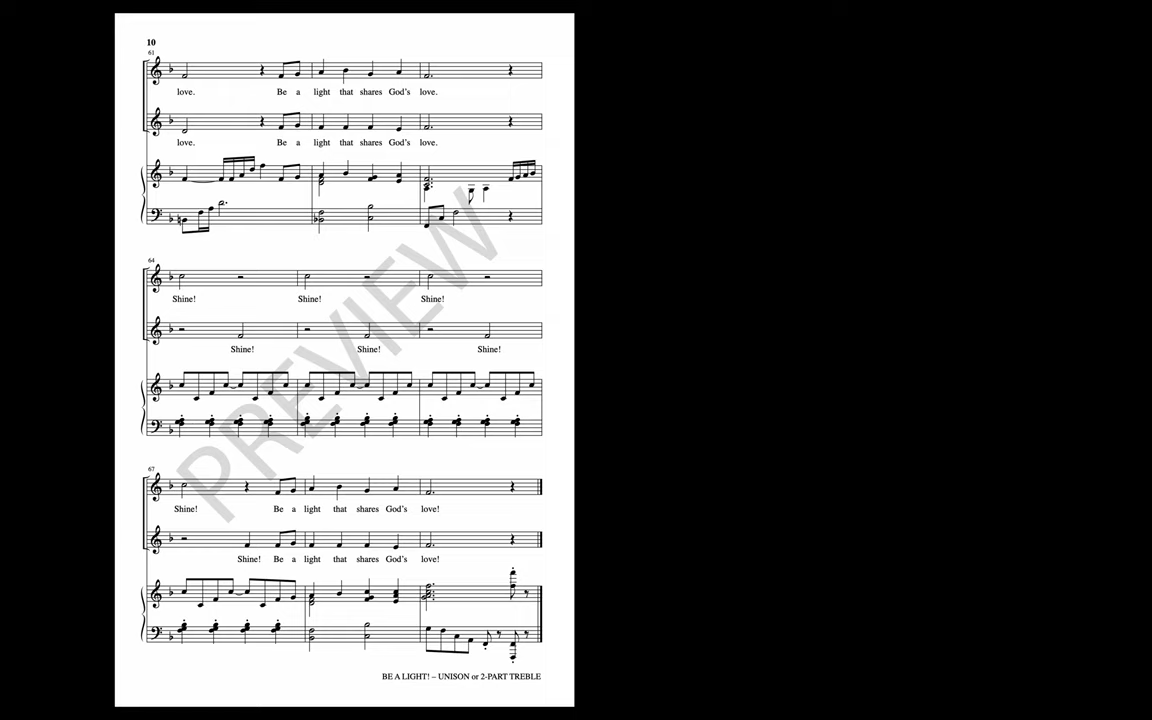 10
61
love. Be a light that shares God's love.
love. Be a light that shares God's love.
64
Shine! Shine! Shine!
Shine! Shine! Shine!
67
Shine! Be a light that shares God's love!
Shine! Be a light that shares God's love!
BE A LIGHT! – UNISON or 2-PART TREBLE
PREVIEW